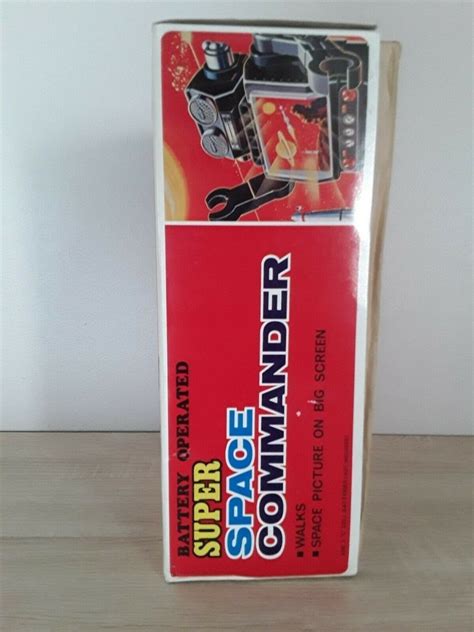 BATTERY OPERATED
SUPER
SPACE
COMMANDER
■ WALKS
■ SPACE PICTURE ON BIG SCREEN